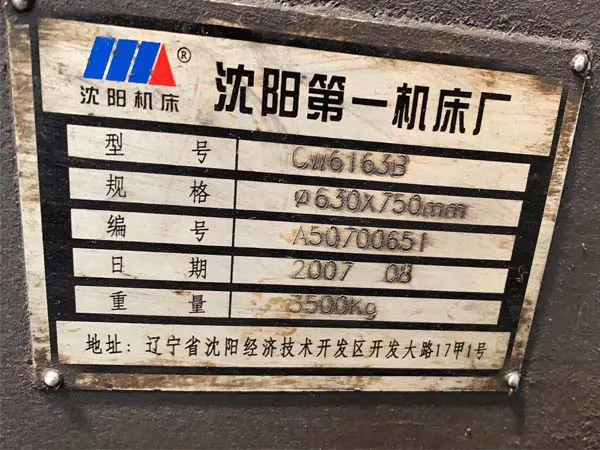 沈阳机床 ®
沈阳第一机床厂
型 号 CW6163B
规 格 Ø630X750mm
编 号 A50700651
日 期 2007 08
重 量 3500Kg
地址: 辽宁省沈阳经济技术开发区开发大路17甲1号